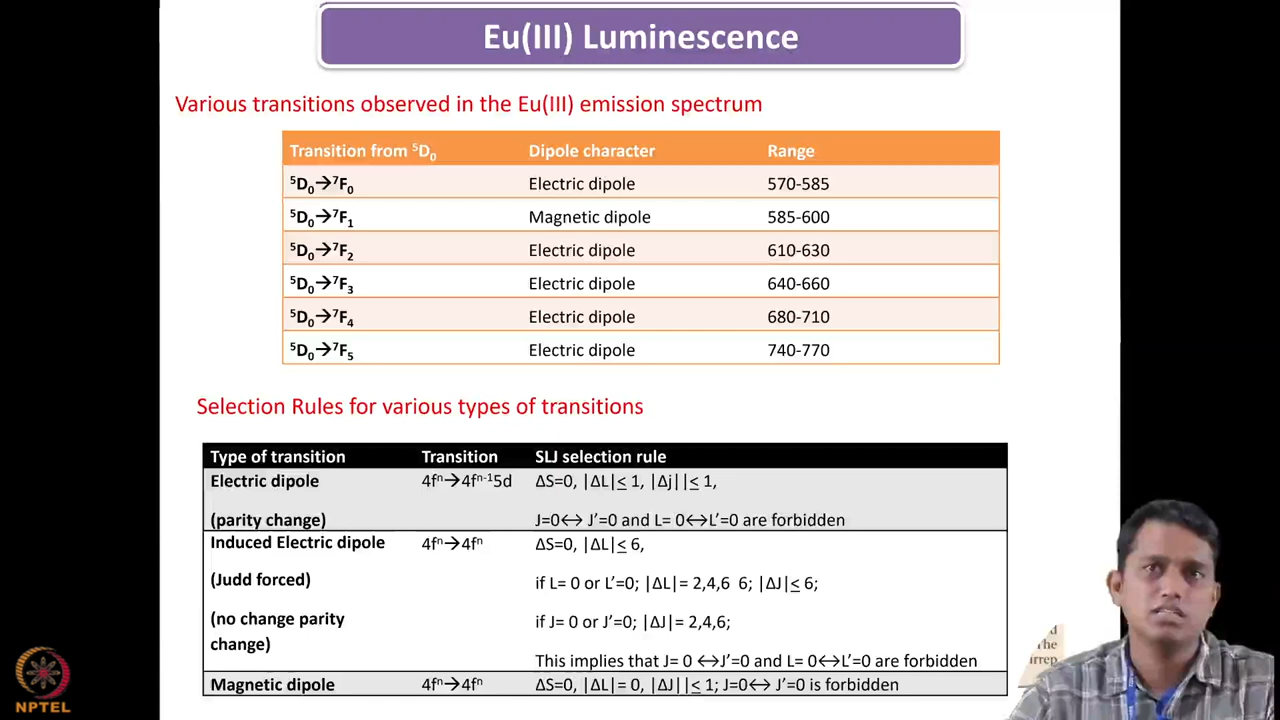 Eu(III) Luminescence
Various transitions observed in the Eu(III) emission spectrum
Transition from ⁵D₀ Dipole character Range
⁵D₀→⁷F₀ Electric dipole 570-585
⁵D₀→⁷F₁ Magnetic dipole 585-600
⁵D₀→⁷F₂ Electric dipole 610-630
⁵D₀→⁷F₃ Electric dipole 640-660
⁵D₀→⁷F₄ Electric dipole 680-710
⁵D₀→⁷F₅ Electric dipole 740-770
Selection Rules for various types of transitions
Type of transition Transition SLJ selection rule
Electric dipole 4fⁿ→4fⁿ⁻¹5d ΔS=0, |ΔL|≤ 1, |Δj||≤ 1,
(parity change) J=0↔ J’=0 and L= 0↔L’=0 are forbidden
Induced Electric dipole 4fⁿ→4fⁿ ΔS=0, |ΔL|≤ 6,
(Judd forced) if L= 0 or L’=0; |ΔL|= 2,4,6 6; |ΔJ|≤ 6;
(no change parity if J= 0 or J’=0; |ΔJ|= 2,4,6;
change)
This implies that J= 0 ↔J’=0 and L= 0↔L’=0 are forbidden
Magnetic dipole 4fⁿ→4fⁿ ΔS=0, |ΔL|= 0, |ΔJ||≤ 1; J=0↔ J’=0 is forbidden
NPTEL